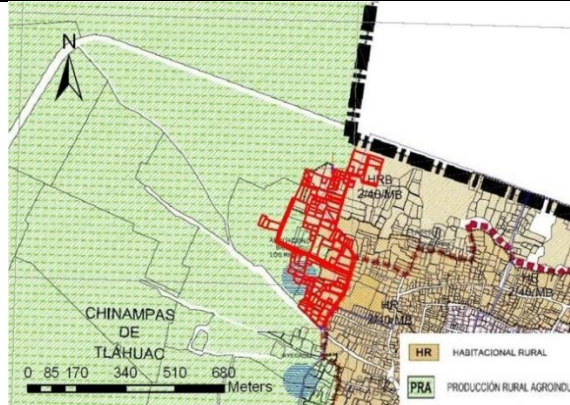 N
HRB
2/40/MB
HR
2/40/MB
HR
2/40/MB
CHINAMPAS
DE
TLÁHUAC
0 85 170 340 510 680
Meters
HR HABITACIONAL RURAL
PRA PRODUCCIÓN RURAL AGROINDU